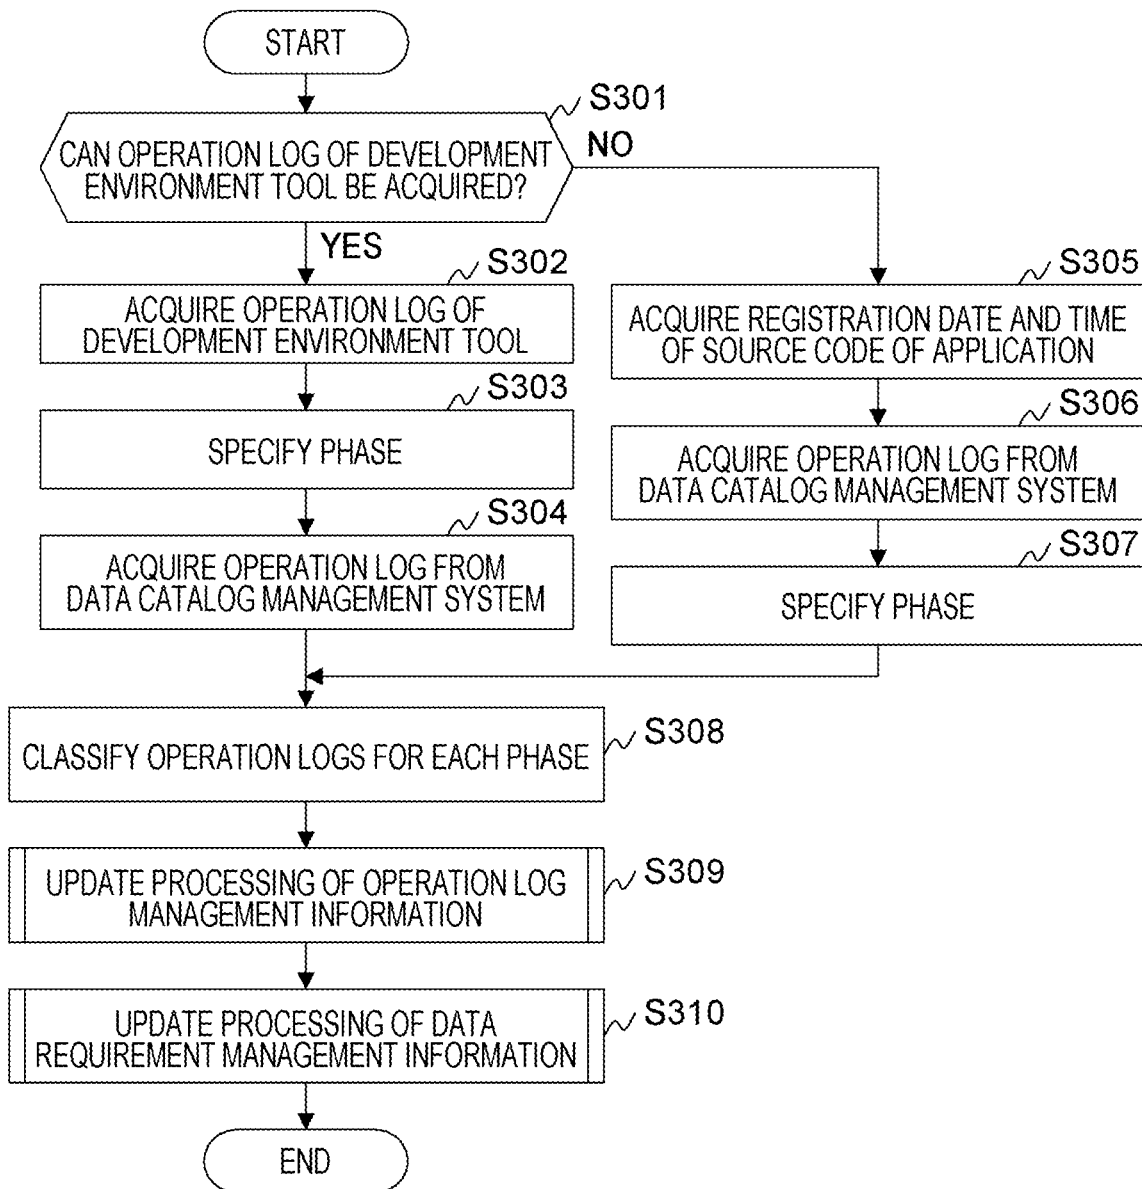 START
S301
CAN OPERATION LOG OF DEVELOPMENT
ENVIRONMENT TOOL BE ACQUIRED?
NO
YES
S302
ACQUIRE OPERATION LOG OF
DEVELOPMENT ENVIRONMENT TOOL
S303
SPECIFY PHASE
S304
ACQUIRE OPERATION LOG FROM
DATA CATALOG MANAGEMENT SYSTEM
S305
ACQUIRE REGISTRATION DATE AND TIME
OF SOURCE CODE OF APPLICATION
S306
ACQUIRE OPERATION LOG FROM
DATA CATALOG MANAGEMENT SYSTEM
S307
SPECIFY PHASE
S308
CLASSIFY OPERATION LOGS FOR EACH PHASE
S309
UPDATE PROCESSING OF OPERATION LOG
MANAGEMENT INFORMATION
S310
UPDATE PROCESSING OF DATA
REQUIREMENT MANAGEMENT INFORMATION
END